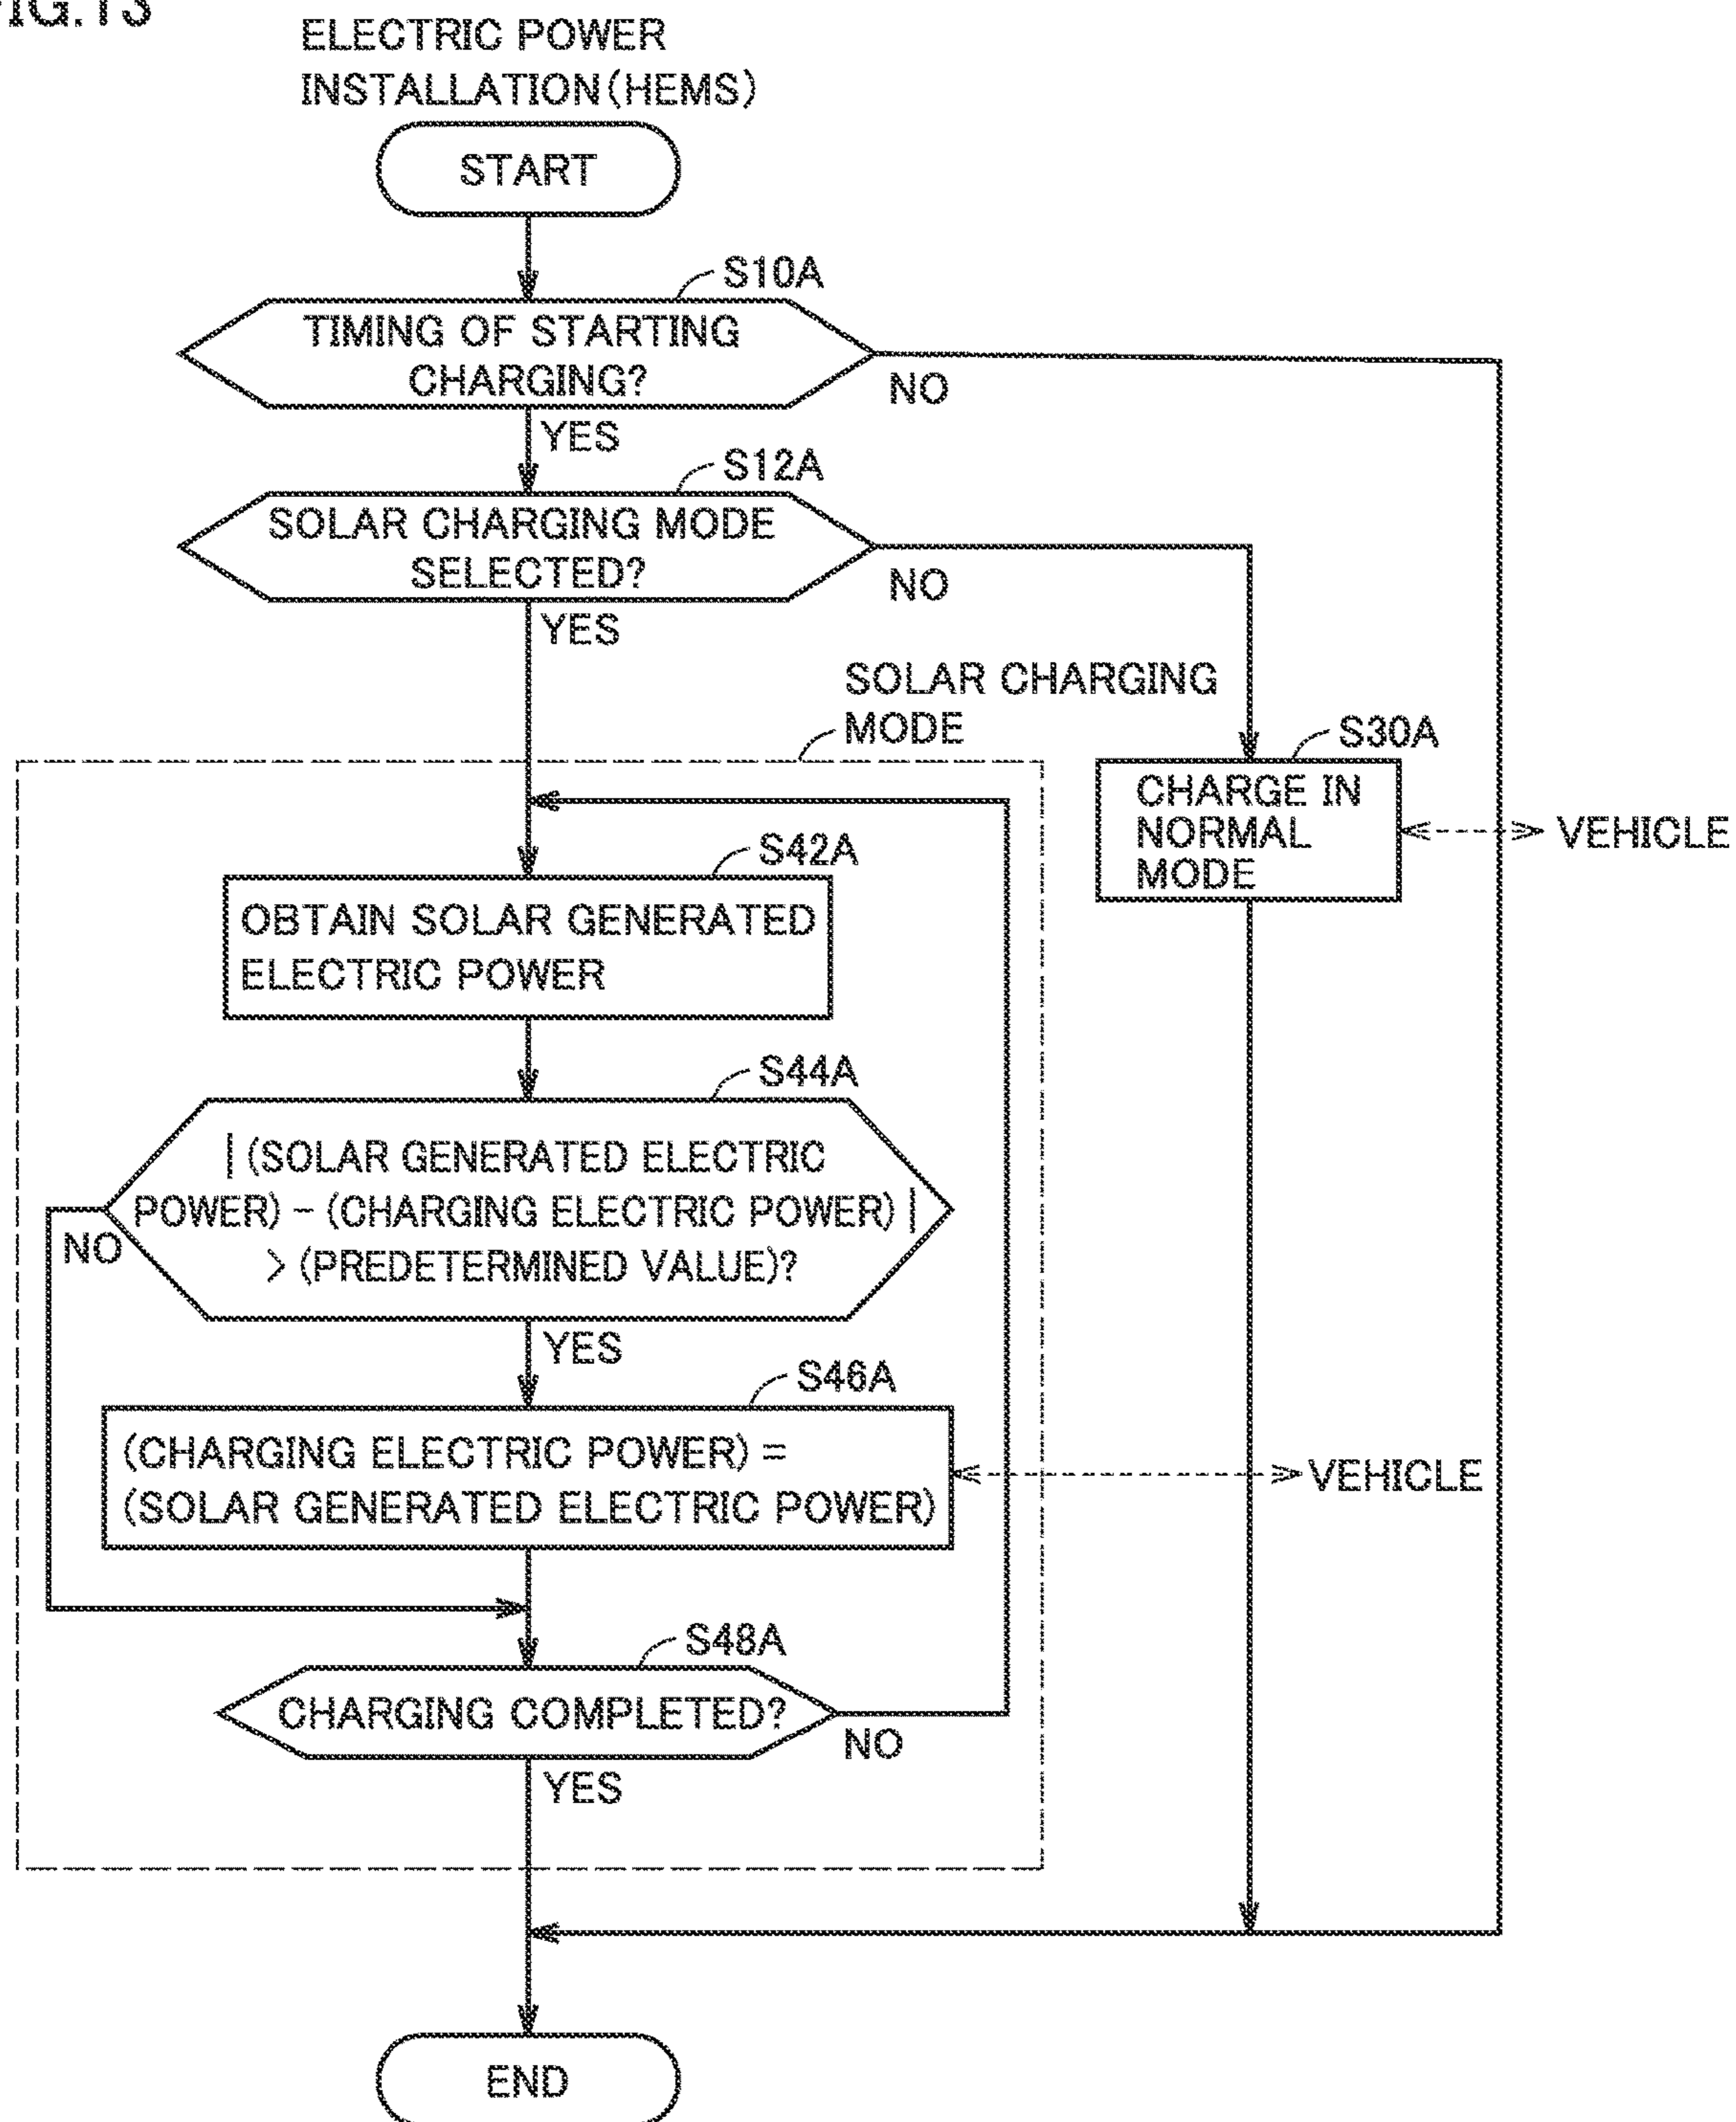 FIG.13
ELECTRIC POWER
INSTALLATION(HEMS)
START
S10A
TIMING OF STARTING
CHARGING?
NO
YES
S12A
SOLAR CHARGING MODE
SELECTED?
NO
YES
SOLAR CHARGING
MODE
S30A
CHARGE IN
NORMAL
MODE
VEHICLE
S42A
OBTAIN SOLAR GENERATED
ELECTRIC POWER
S44A
| (SOLAR GENERATED ELECTRIC
POWER) - (CHARGING ELECTRIC POWER) |
> (PREDETERMINED VALUE)?
NO
YES
S46A
(CHARGING ELECTRIC POWER) =
(SOLAR GENERATED ELECTRIC POWER)
VEHICLE
S48A
CHARGING COMPLETED?
NO
YES
END